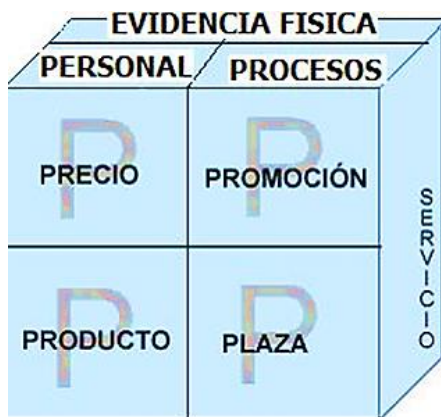 EVIDENCIA FISICA
PERSONAL PROCESOS
P P
PRECIO PROMOCIÓN
SERVICIO
P P
PRODUCTO PLAZA